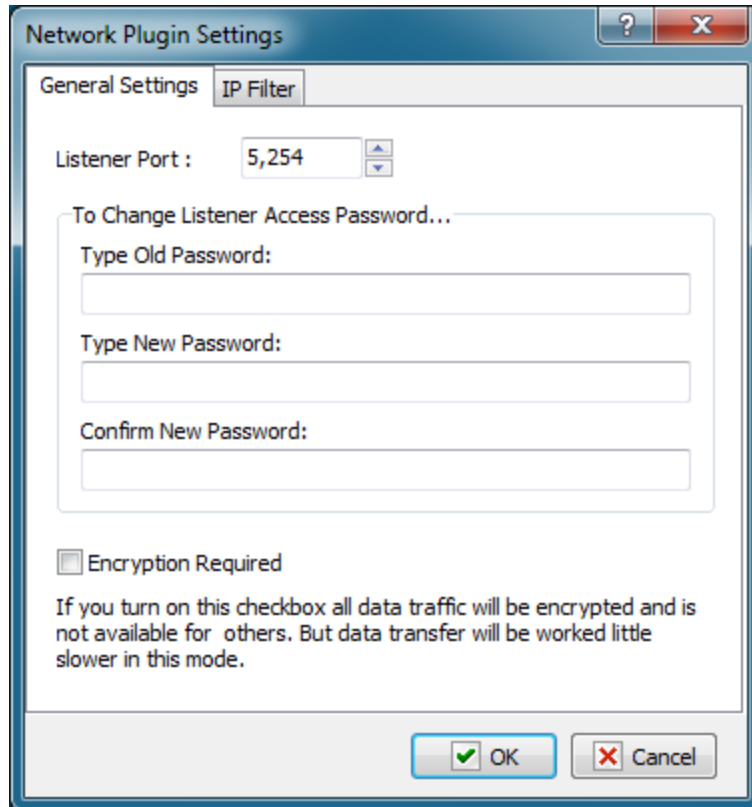 Network Plugin Settings
?
General Settings
IP Filter
Listener Port :
5,254
To Change Listener Access Password...
Type Old Password:
Type New Password:
Confirm New Password:
Encryption Required
If you turn on this checkbox all data traffic will be encrypted and is
not available for  others. But data transfer will be worked little
slower in this mode.
OK
Cancel